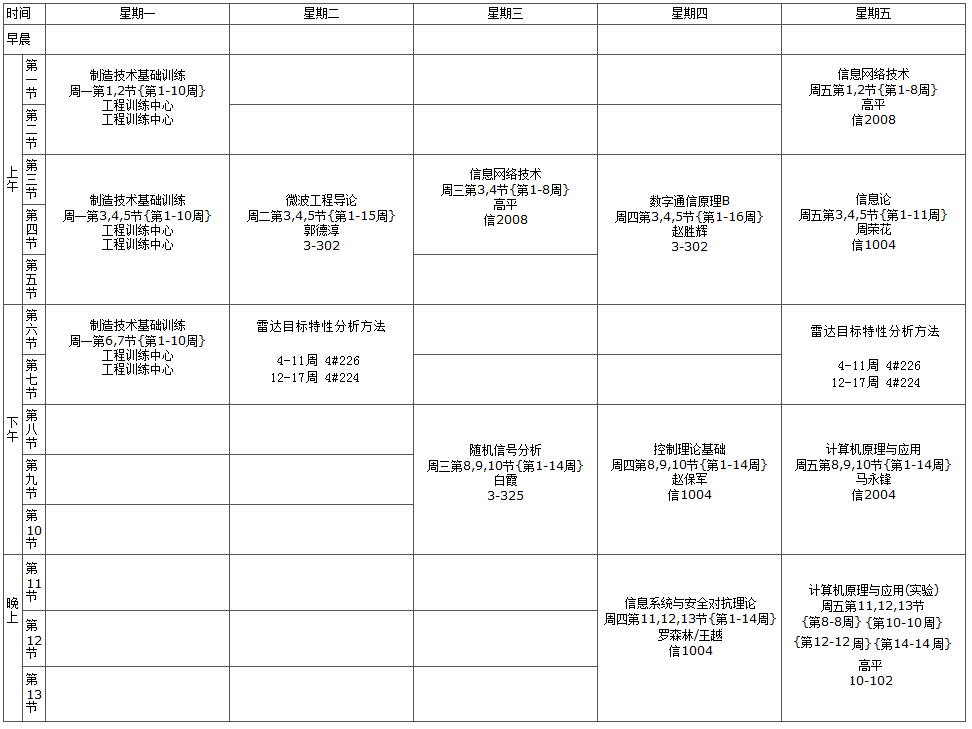 时间 星期一 星期二 星期三 星期四 星期五
早晨
上午
第一节
制造技术基础训练
周一第1,2节{第1-10周}
工程训练中心
工程训练中心
信息网络技术
周五第1,2节{第1-8周}
高平
信2008
第二节
第三节
制造技术基础训练
周一第3,4,5节{第1-10周}
工程训练中心
工程训练中心
微波工程导论
周二第3,4,5节{第1-15周}
郭德淳
3-302
信息网络技术
周三第3,4节{第1-8周}
高平
信2008
数字通信原理B
周四第3,4,5节{第1-16周}
赵胜辉
3-302
信息论
周五第3,4,5节{第1-11周}
周荣花
信1004
第四节
第五节
下午
第六节
制造技术基础训练
周一第6,7节{第1-10周}
工程训练中心
工程训练中心
雷达目标特性分析方法
4-11周 4#226
12-17周 4#224
雷达目标特性分析方法
4-11周 4#226
12-17周 4#224
第七节
第八节
随机信号分析
周三第8,9,10节{第1-14周}
白霞
3-325
控制理论基础
周四第8,9,10节{第1-14周}
赵保军
信1004
计算机原理与应用
周五第8,9,10节{第1-14周}
马永锋
信2004
第九节
第10节
晚上
第11节
信息系统与安全对抗理论
周四第11,12,13节{第1-14周}
罗森林/王越
信1004
计算机原理与应用(实验)
周五第11,12,13节
{第8-8周} {第10-10周}
{第12-12周} {第14-14周}
高平
10-102
第12节
第13节